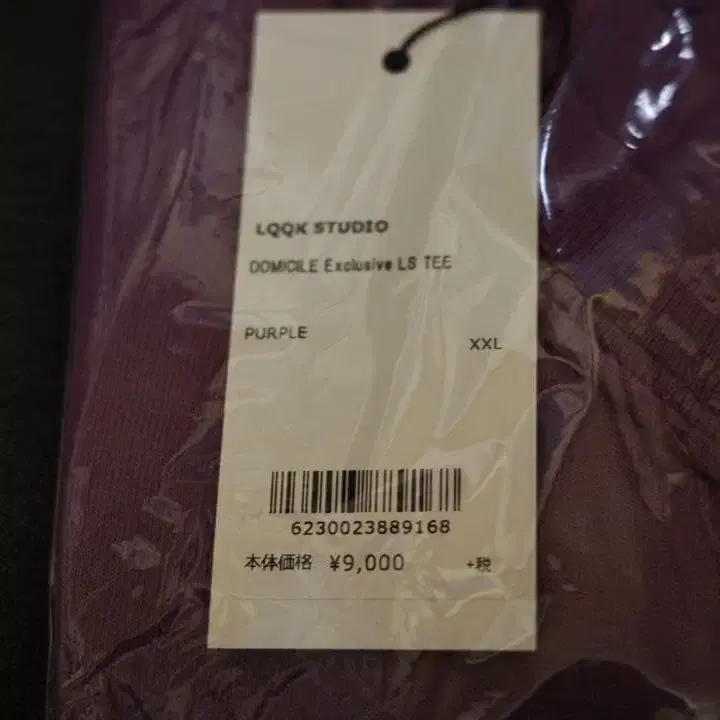 LQQK STUDIO
DOMICILE Exclusive LS TEE
PURPLE XXL
6230023889168
本体価格 ¥9,000 +税